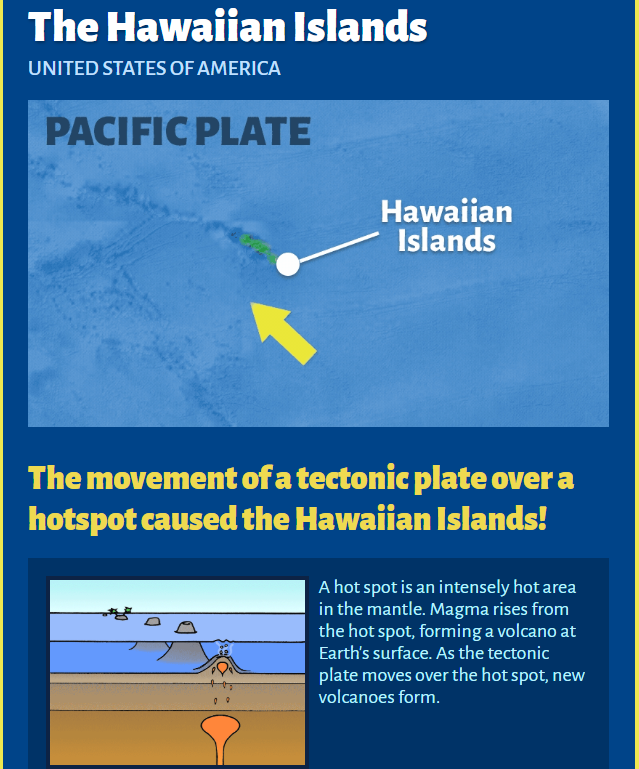 The Hawaiian Islands
UNITED STATES OF AMERICA
PACIFIC PLATE
Hawaiian
Islands
The movement of a tectonic plate over a
hotspot caused the Hawaiian Islands!
A hot spot is an intensely hot area
in the mantle. Magma rises from
the hot spot, forming a volcano at
Earth's surface. As the tectonic
plate moves over the hot spot, new
volcanoes form.